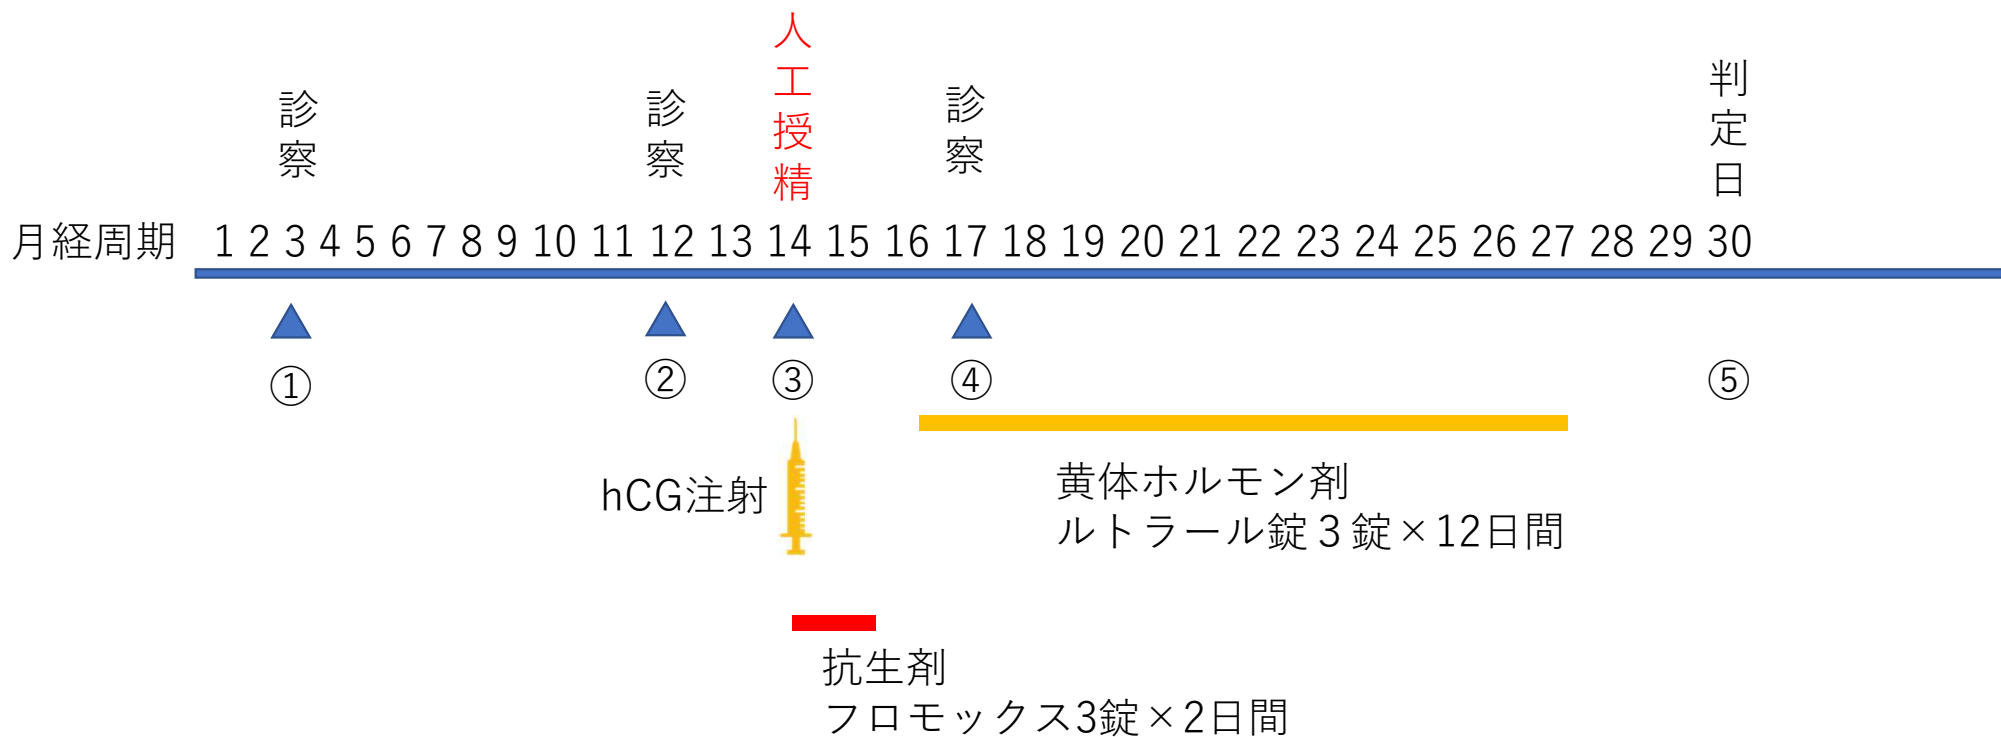 人工授精
診察
診察
診察
判定日
月経周期 1 2 3 4 5 6 7 8 9 10 11 12 13 14 15 16 17 18 19 20 21 22 23 24 25 26 27 28 29 30
① ② ③ ④ ⑤
hCG注射
黄体ホルモン剤
ルトラール錠３錠×12日間
抗生剤
フロモックス3錠×2日間